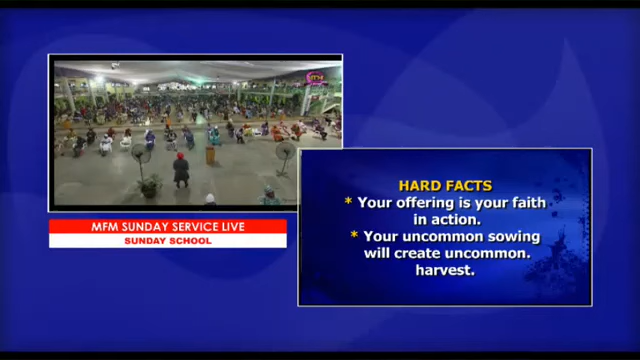 MFM SUNDAY SERVICE LIVE
SUNDAY SCHOOL
HARD FACTS
* Your offering is your faith
in action.
* Your uncommon sowing
will create uncommon.
harvest.